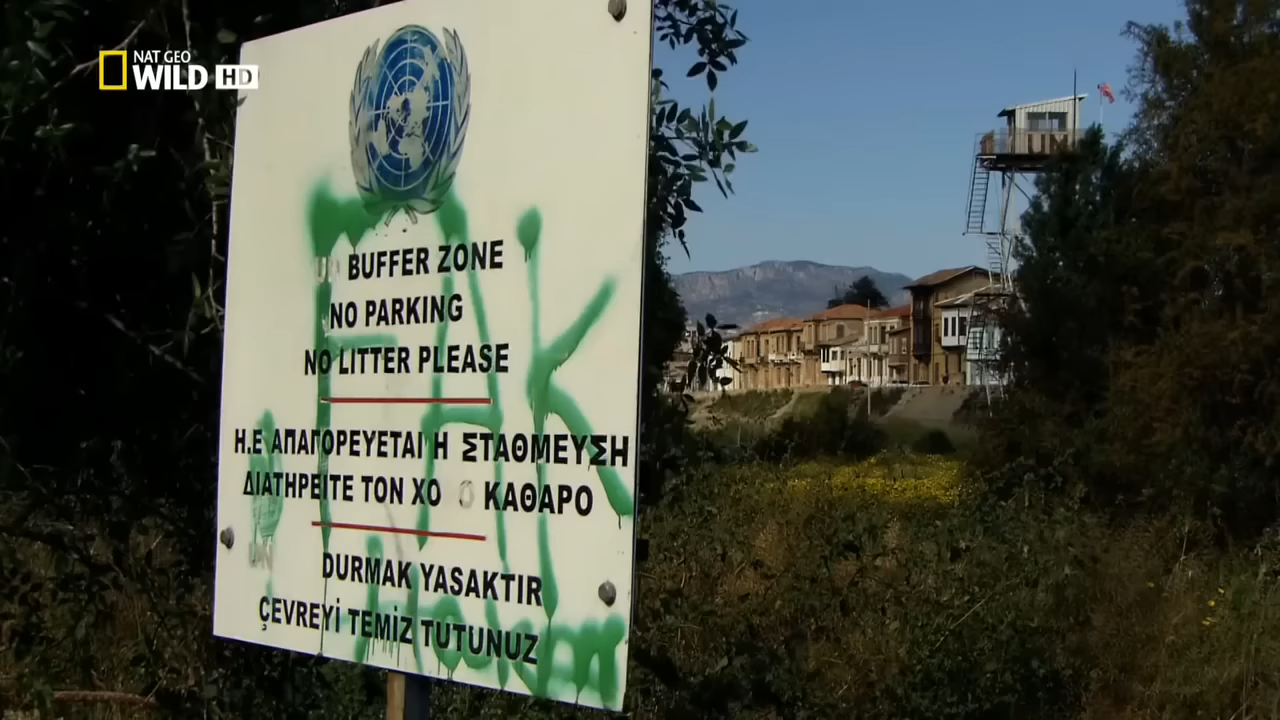 NAT GEO
WILD HD
UN
BUFFER ZONE
NO PARKING
NO LITTER PLEASE
Η.Ε ΑΠΑΓΟΡΕΥΕΤΑΙ Η ΣΤΑΘΜΕΥΣΗ
ΔΙΑΤΗΡΕΙΤΕ ΤΟΝ ΧΟ Ο ΚΑΘΑΡΟ
UN
DURMAK YASAKTIR
ÇEVREYİ TEMİZ TUTUNUZ